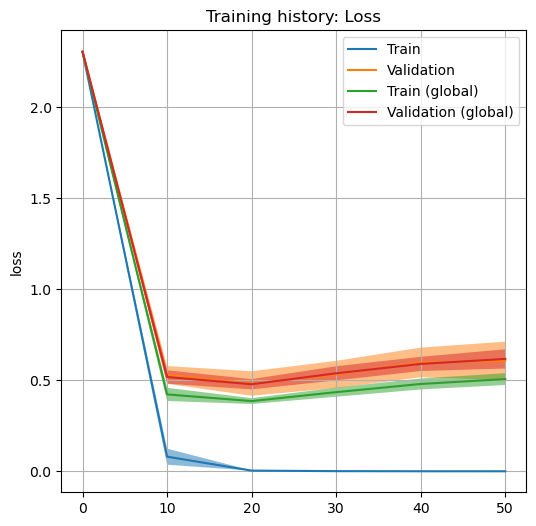 Training history: Loss
Train
Validation
Train (global)
Validation (global)
loss
2.0
1.5
1.0
0.5
0.0
0 10 20 30 40 50